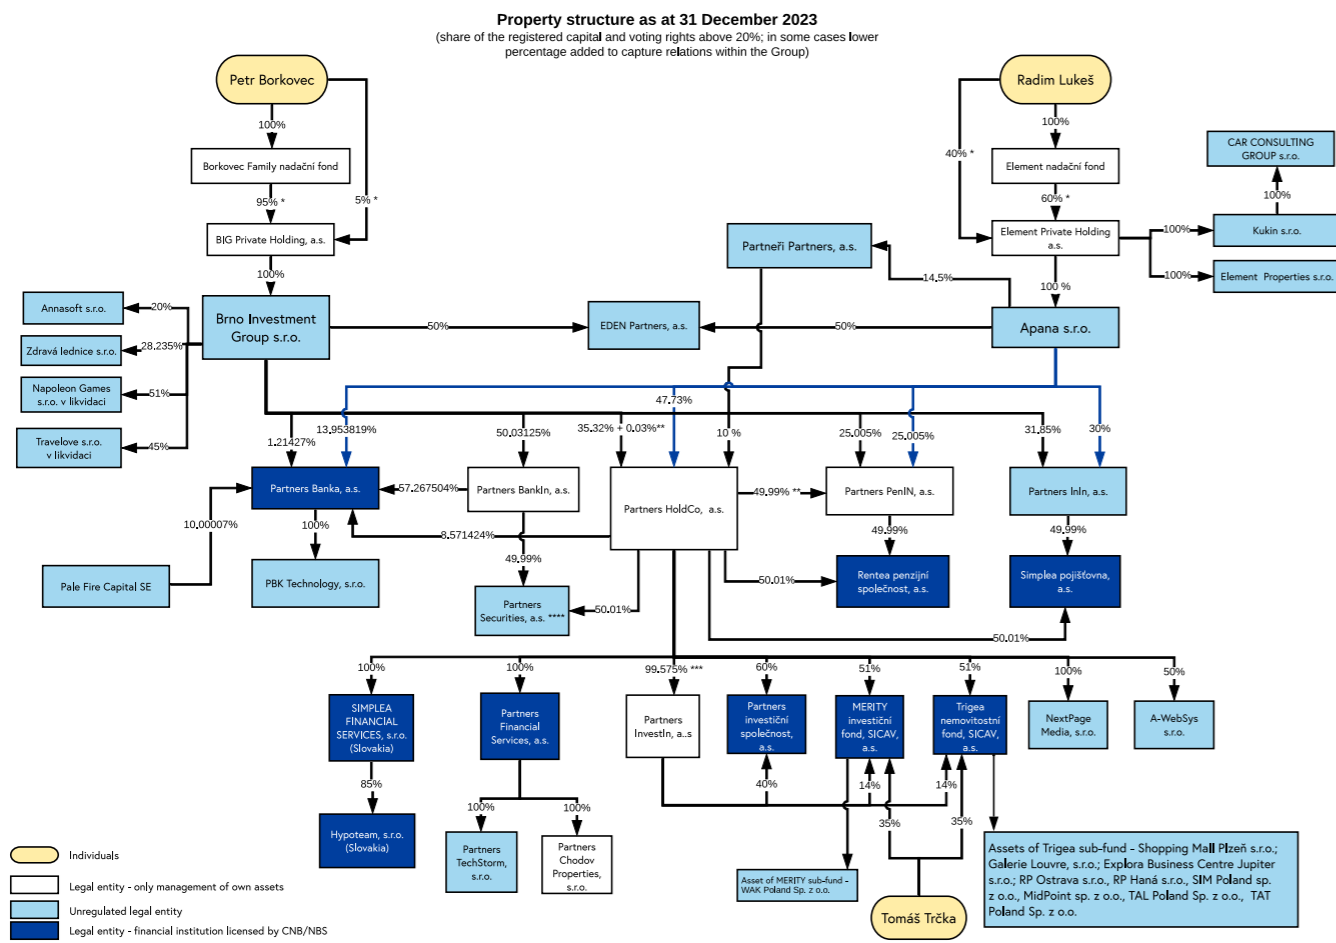 Property structure as at 31 December 2023
(share of the registered capital and voting rights above 20%; in some cases lower
percentage added to capture relations within the Group)
Petr Borkovec
Radim Lukeš
100%
100%
CAR CONSULTING
GROUP s.r.o.
Borkovec Family nadační fond
40% *
Element nadační fond
95% *
5% *
60% *
100%
BIG Private Holding, a.s.
Partneři Partners, a.s.
Element Private Holding
a.s.
100%
Kukin s.r.o.
100%
14,5%
100 %
100%
Element Properties s.r.o.
Annasoft s.r.o.
20%
Brno Investment
Group s.r.o.
50%
EDEN Partners, a.s.
50%
Apana s.r.o.
Zdravá lednice s.r.o.
28,235%
Napoleon Games
s.r.o. v likvidaci
51%
47.73%
Travelove s.r.o.
v likvidaci
45%
1.21427%
13.953819%
50.03125%
35.32% + 0.03%**
10 %
25.005%
25.005%
31,85%
30%
Partners Banka, a.s.
57.267504%
Partners BankIn, a.s.
Partners HoldCo, a.s.
49.99% **
Partners PenIN, a.s.
Partners InIn, a.s.
10.00007%
100%
8.571424%
49,99%
49.99%
49.99%
Pale Fire Capital SE
PBK Technology, s.r.o.
50.01%
Rentea penzijní
společnost, a.s.
Simplea pojišťovna,
a.s.
Partners
Securities, a.s. ****
50.01%
50.01%
100%
100%
99.575% ***
60%
51%
51%
100%
50%
SIMPLEA
FINANCIAL
SERVICES, s.r.o.
(Slovakia)
Partners
Financial
Services, a.s.
Partners
InvestIn, a..s
Partners
investiční
společnost,
a.s.
MERITY
investiční
fond, SICAV,
a.s.
Trigea
nemovitostní
fond, SICAV,
a.s.
NextPage
Media, s.r.o.
A-WebSys
s.r.o.
85%
40%
14%
14%
100%
100%
35%
35%
Hypoteam, s.r.o.
(Slovakia)
Partners
TechStorm,
s.r.o.
Partners
Chodov
Properties,
s.r.o.
Asset of MERITY sub-fund -
WAK Poland Sp. z o.o.
Tomáš Trčka
Assets of Trigea sub-fund - Shopping Mall Plzeň s.r.o.;
Galerie Louvre, s.r.o.; Explora Business Centre Jupiter
s.r.o.; RP Ostrava s.r.o., RP Haná s.r.o., SIM Poland sp.
z o.o., MidPoint sp. z o.o., TAL Poland Sp. z o.o., TAT
Poland Sp. z o.o.
Individuals
Legal entity - only management of own assets
Unregulated legal entity
Legal entity - financial institution licensed by CNB/NBS